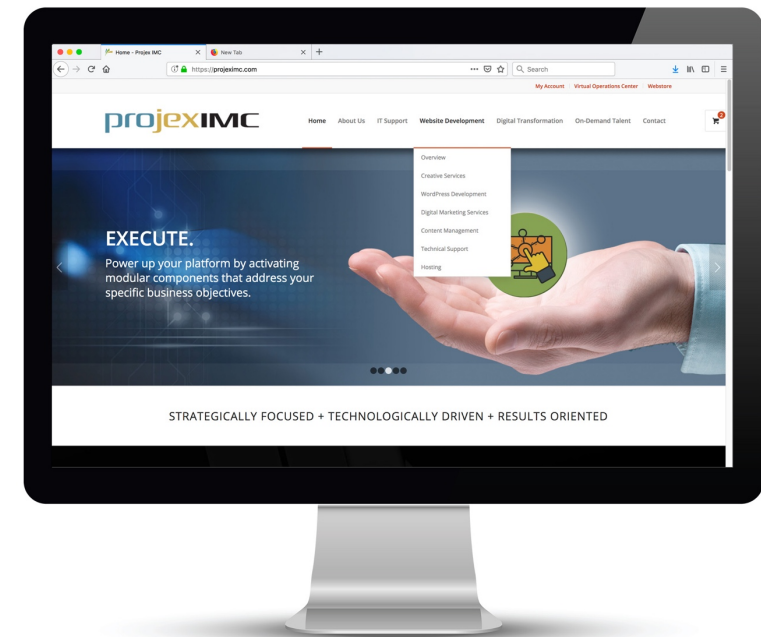 Home - Projex IMC
New Tab
https://projeximc.com
Search
My Account
Virtual Operations Center
Webstore
projexIMC
Home
About Us
IT Support
Website Development
Digital Transformation
On-Demand Talent
Contact
2
Overview
Creative Services
WordPress Development
Digital Marketing Services
Content Management
Technical Support
Hosting
EXECUTE.
Power up your platform by activating
modular components that address your
specific business objectives.
STRATEGICALLY FOCUSED + TECHNOLOGICALLY DRIVEN + RESULTS ORIENTED